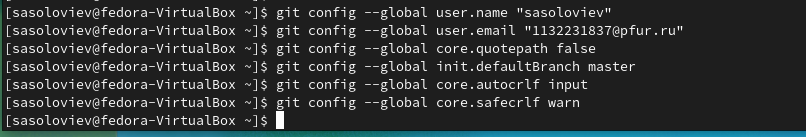 [sasoloviev@fedora-VirtualBox ~]$ git config --global user.name "sasoloviev"
[sasoloviev@fedora-VirtualBox ~]$ git config --global user.email "1132231837@pfur.ru"
[sasoloviev@fedora-VirtualBox ~]$ git config --global core.quotepath false
[sasoloviev@fedora-VirtualBox ~]$ git config --global init.defaultBranch master
[sasoloviev@fedora-VirtualBox ~]$ git config --global core.autocrlf input
[sasoloviev@fedora-VirtualBox ~]$ git config --global core.safecrlf warn
[sasoloviev@fedora-VirtualBox ~]$